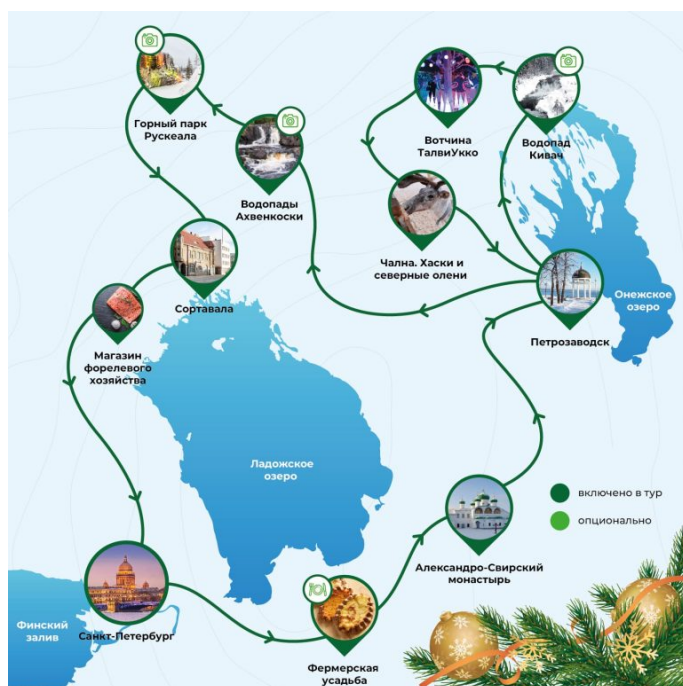 Горный парк
Рускеала
Водопады
Ахвенкоски
Вотчина
ТалвиУкко
Водопад
Кивач
Чална. Хаски и
северные олени
Онежское
озеро
Петрозаводск
Сортавала
Магазин
форелевого
хозяйства
Ладожское
озеро
включено в тур
опционально
Александро-Свирский
монастырь
Финский
залив
Санкт-Петербург
Фермерская
усадьба